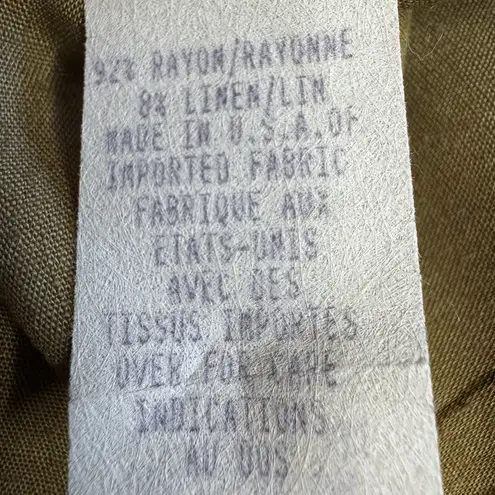 92% RAYON/RAYONNE
8% LINEN/LIN
MADE IN U.S.A.OF
IMPORTED FABRIC
FABRIQUE AUX
ETATS-UNIS
AVEC DES
TISSUS IMPORTES
OVER FOR CARE
INDICATIONS
AU DOS